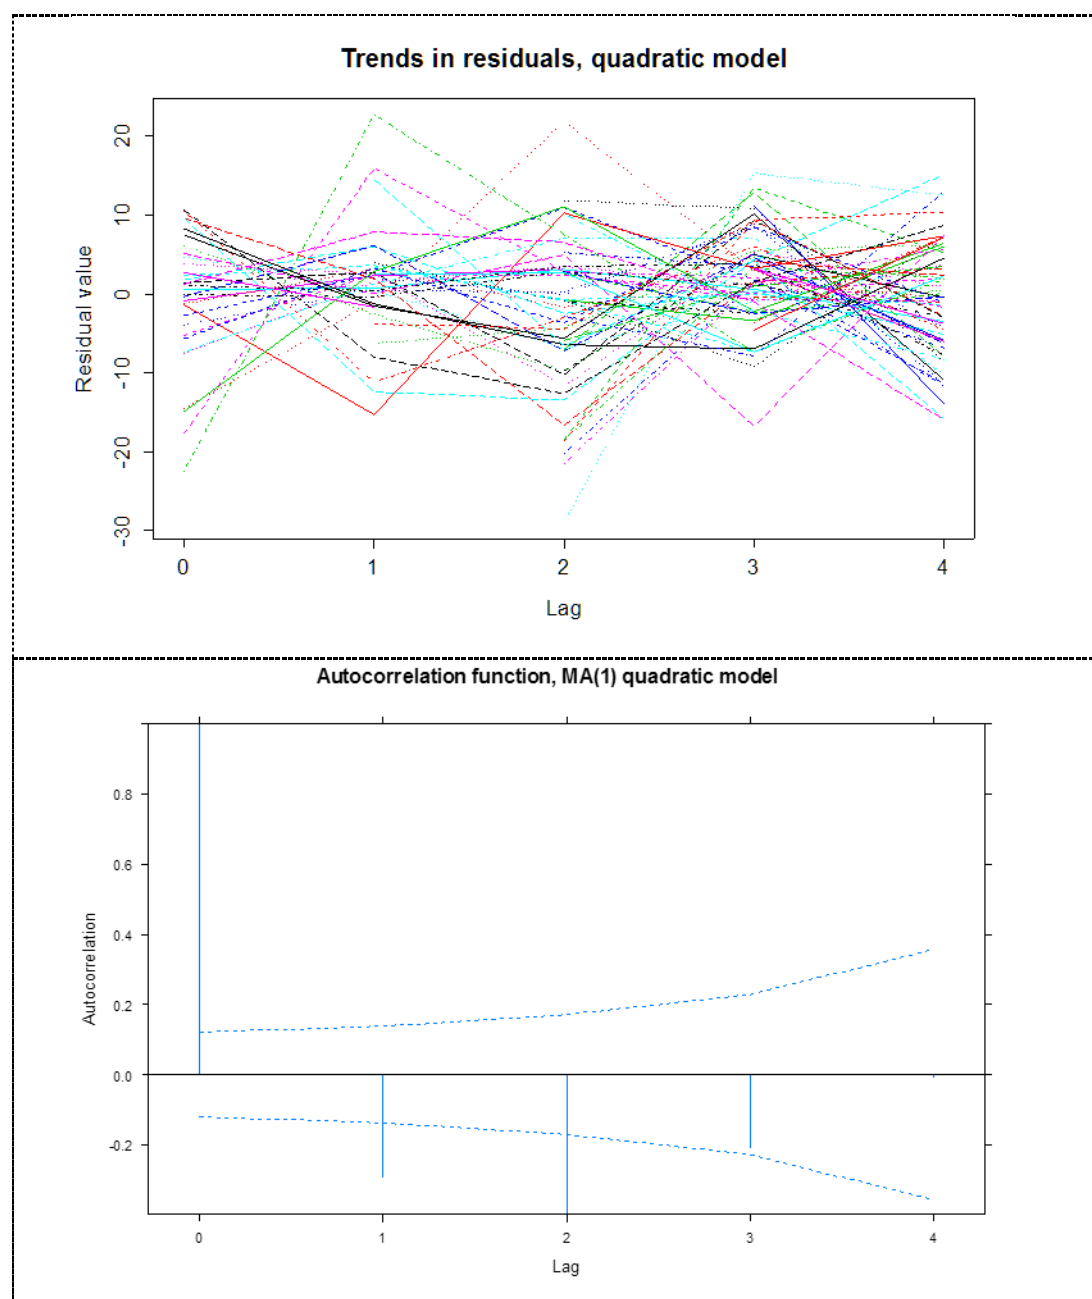 Trends in residuals, quadratic model
20
10
0
-10
-20
-30
Residual value
0 1 2 3 4
Lag
Autocorrelation function, MA(1) quadratic model
0.8
0.6
0.4
0.2
0.0
-0.2
Autocorrelation
0 1 2 3 4
Lag